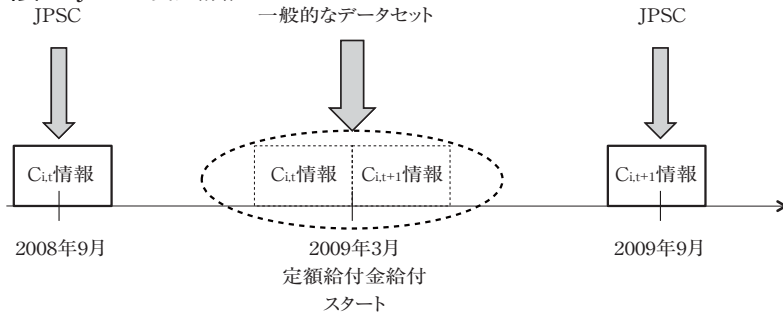 JPSC
一般的なデータセット
JPSC
Ci,t情報
Ci,t情報
Ci,t+1情報
Ci,t+1情報
2008年9月
2009年3月
2009年9月
定額給付金給付
スタート